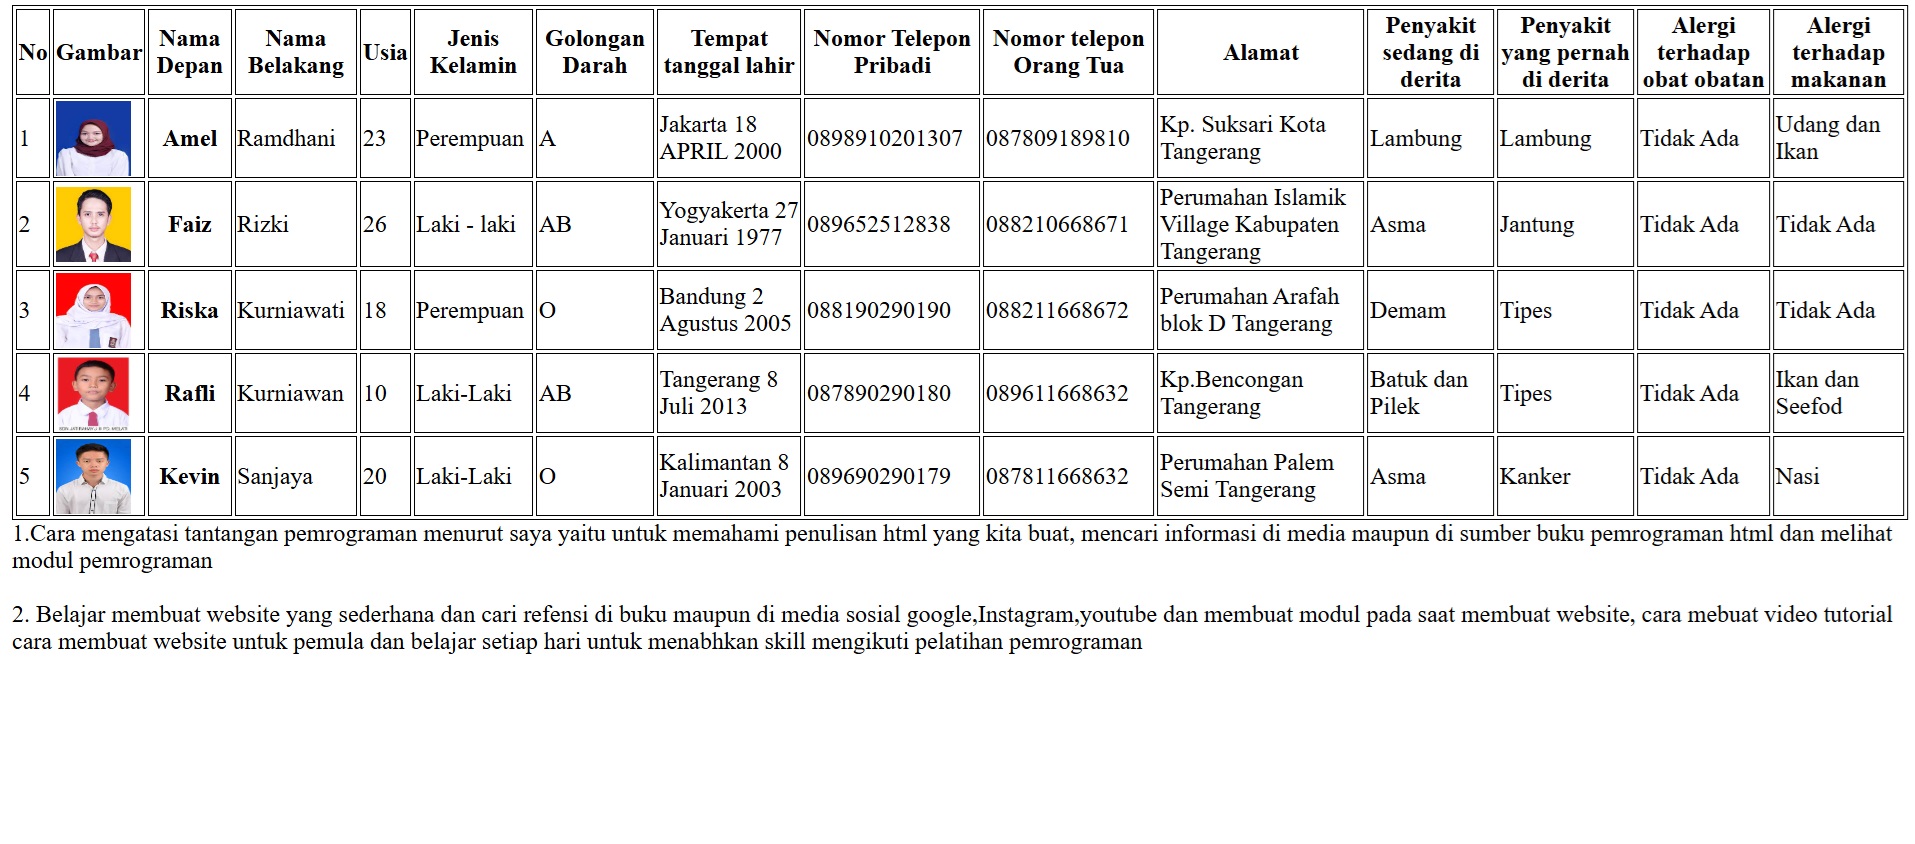 No Gambar Nama Depan Nama Belakang Usia Jenis Kelamin Golongan Darah Tempat tanggal lahir Nomor Telepon Pribadi Nomor telepon Orang Tua Alamat Penyakit sedang di derita Penyakit yang pernah di derita Alergi terhadap obat obatan Alergi terhadap makanan
1 Amel Ramdhani 23 Perempuan A Jakarta 18 APRIL 2000 0898910201307 087809189810 Kp. Suksari Kota Tangerang Lambung Lambung Tidak Ada Udang dan Ikan
2 Faiz Rizki 26 Laki - laki AB Yogyakerta 27 Januari 1977 089652512838 088210668671 Perumahan Islamik Village Kabupaten Tangerang Asma Jantung Tidak Ada Tidak Ada
3 Riska Kurniawati 18 Perempuan O Bandung 2 Agustus 2005 088190290190 088211668672 Perumahan Arafah blok D Tangerang Demam Tipes Tidak Ada Tidak Ada
4 Rafli Kurniawan 10 Laki-Laki AB Tangerang 8 Juli 2013 087890290180 089611668632 Kp.Bencongan Tangerang Batuk dan Pilek Tipes Tidak Ada Ikan dan Seefod
5 Kevin Sanjaya 20 Laki-Laki O Kalimantan 8 Januari 2003 089690290179 087811668632 Perumahan Palem Semi Tangerang Asma Kanker Tidak Ada Nasi
1.Cara mengatasi tantangan pemrograman menurut saya yaitu untuk memahami penulisan html yang kita buat, mencari informasi di media maupun di sumber buku pemrograman html dan melihat
modul pemrograman
2. Belajar membuat website yang sederhana dan cari refensi di buku maupun di media sosial google,Instagram,youtube dan membuat modul pada saat membuat website, cara mebuat video tutorial
cara membuat website untuk pemula dan belajar setiap hari untuk menabhkan skill mengikuti pelatihan pemrograman